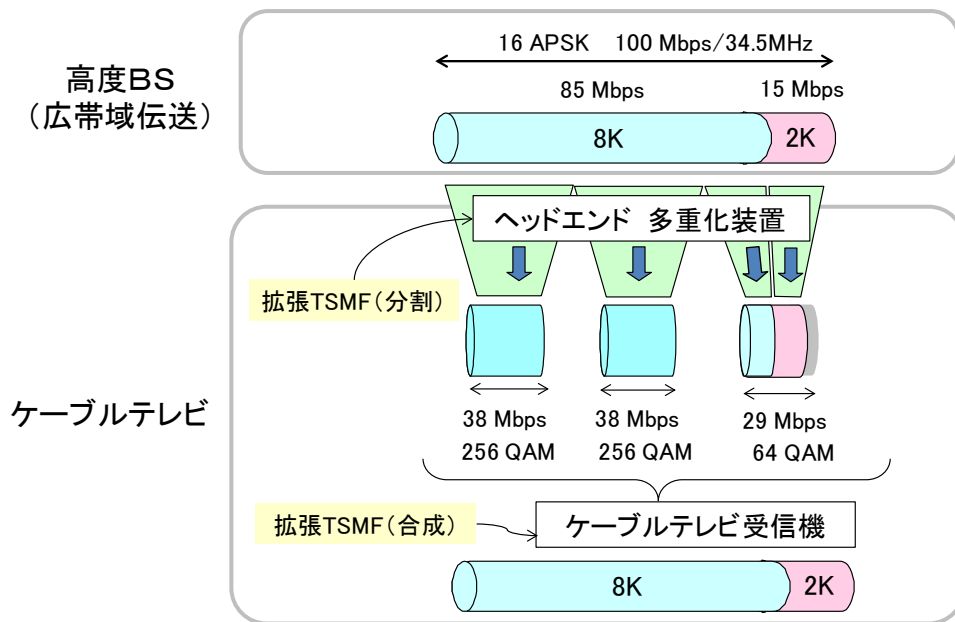 16 APSK 100 Mbps/34.5MHz
高度BS
（広帯域伝送）
85 Mbps
15 Mbps
8K
2K
ヘッドエンド 多重化装置
拡張TSMF(分割)
ケーブルテレビ
38 Mbps
256 QAM
38 Mbps
256 QAM
29 Mbps
64 QAM
拡張TSMF(合成)
ケーブルテレビ受信機
8K
2K